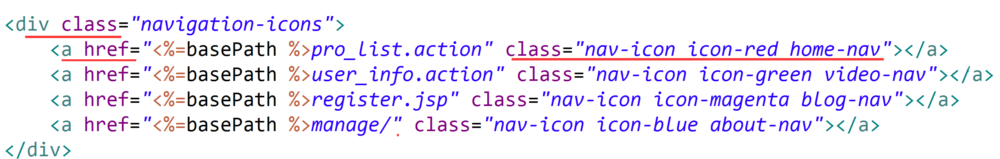 <div class="navigation-icons">
<a href="<%=basePath %>pro_list.action" class="nav-icon icon-red home-nav"></a>
<a href="<%=basePath %>user_info.action" class="nav-icon icon-green video-nav"></a>
<a href="<%=basePath %>register.jsp" class="nav-icon icon-magenta blog-nav"></a>
<a href="<%=basePath %>manage/" class="nav-icon icon-blue about-nav"></a>
</div>